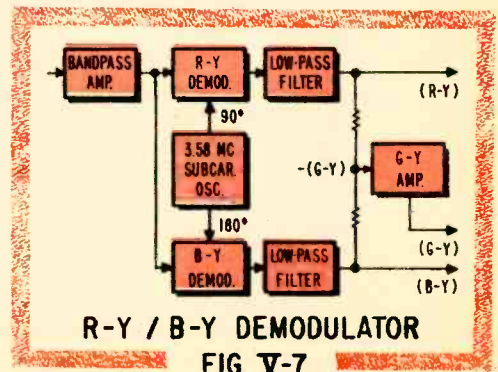 BANDPASS
AMP.
R-Y
DEMOD.
LOW-PASS
FILTER
(R-Y)
90°
3.58 MC
SUBCAR.
OSC.
-(G-Y)
G-Y
AMP.
180°
(G-Y)
B-Y
DEMOD.
LOW-PASS
FILTER
(B-Y)
R-Y / B-Y DEMODULATOR
FIG V-7